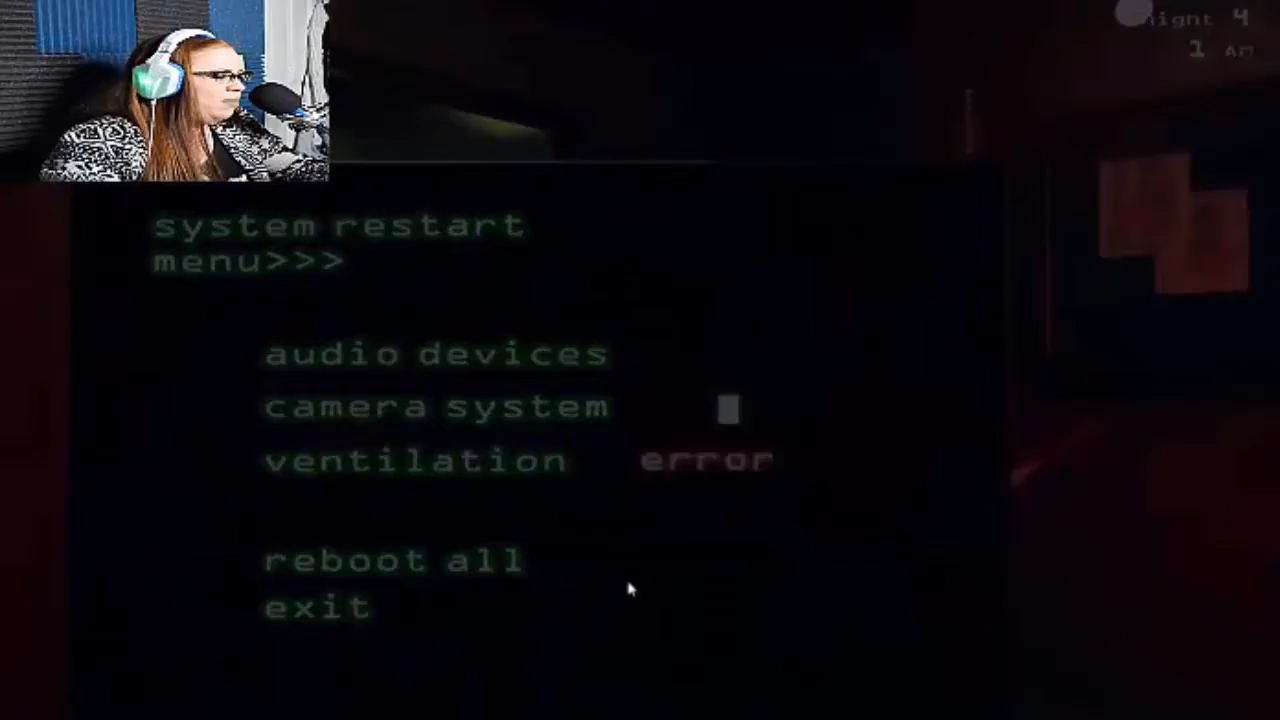 night 4
1 AM
system restart
menu>>>
audio devices
camera system
ventilation error
reboot all
exit